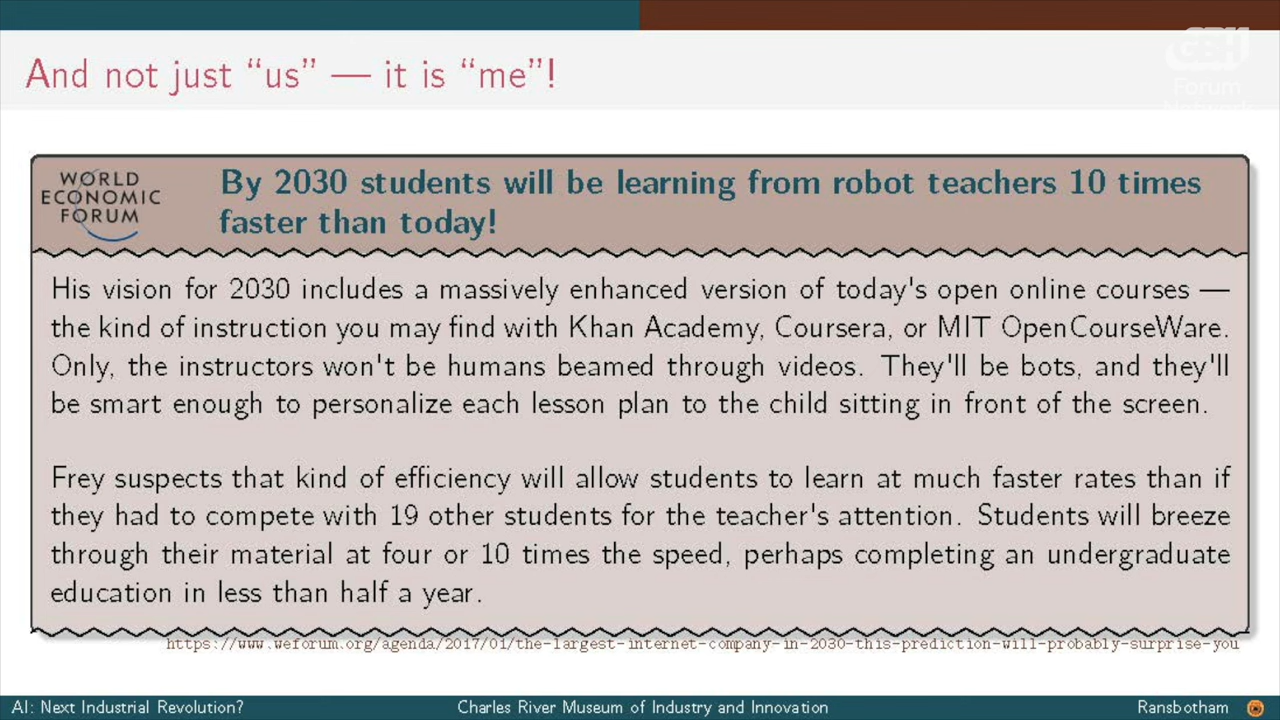 GBH
Forum
Network
And not just “us” — it is “me”!
WORLD
ECONOMIC
FORUM
By 2030 students will be learning from robot teachers 10 times
faster than today!
His vision for 2030 includes a massively enhanced version of today's open online courses —
the kind of instruction you may find with Khan Academy, Coursera, or MIT OpenCourseWare.
Only, the instructors won't be humans beamed through videos. They'll be bots, and they'll
be smart enough to personalize each lesson plan to the child sitting in front of the screen.
Frey suspects that kind of efficiency will allow students to learn at much faster rates than if
they had to compete with 19 other students for the teacher's attention. Students will breeze
through their material at four or 10 times the speed, perhaps completing an undergraduate
education in less than half a year.
https://www.weforum.org/agenda/2017/01/the-largest-internet-company-in-2030-this-prediction-will-probably-surprise-you
AI: Next Industrial Revolution?
Charles River Museum of Industry and Innovation
Ransbotham